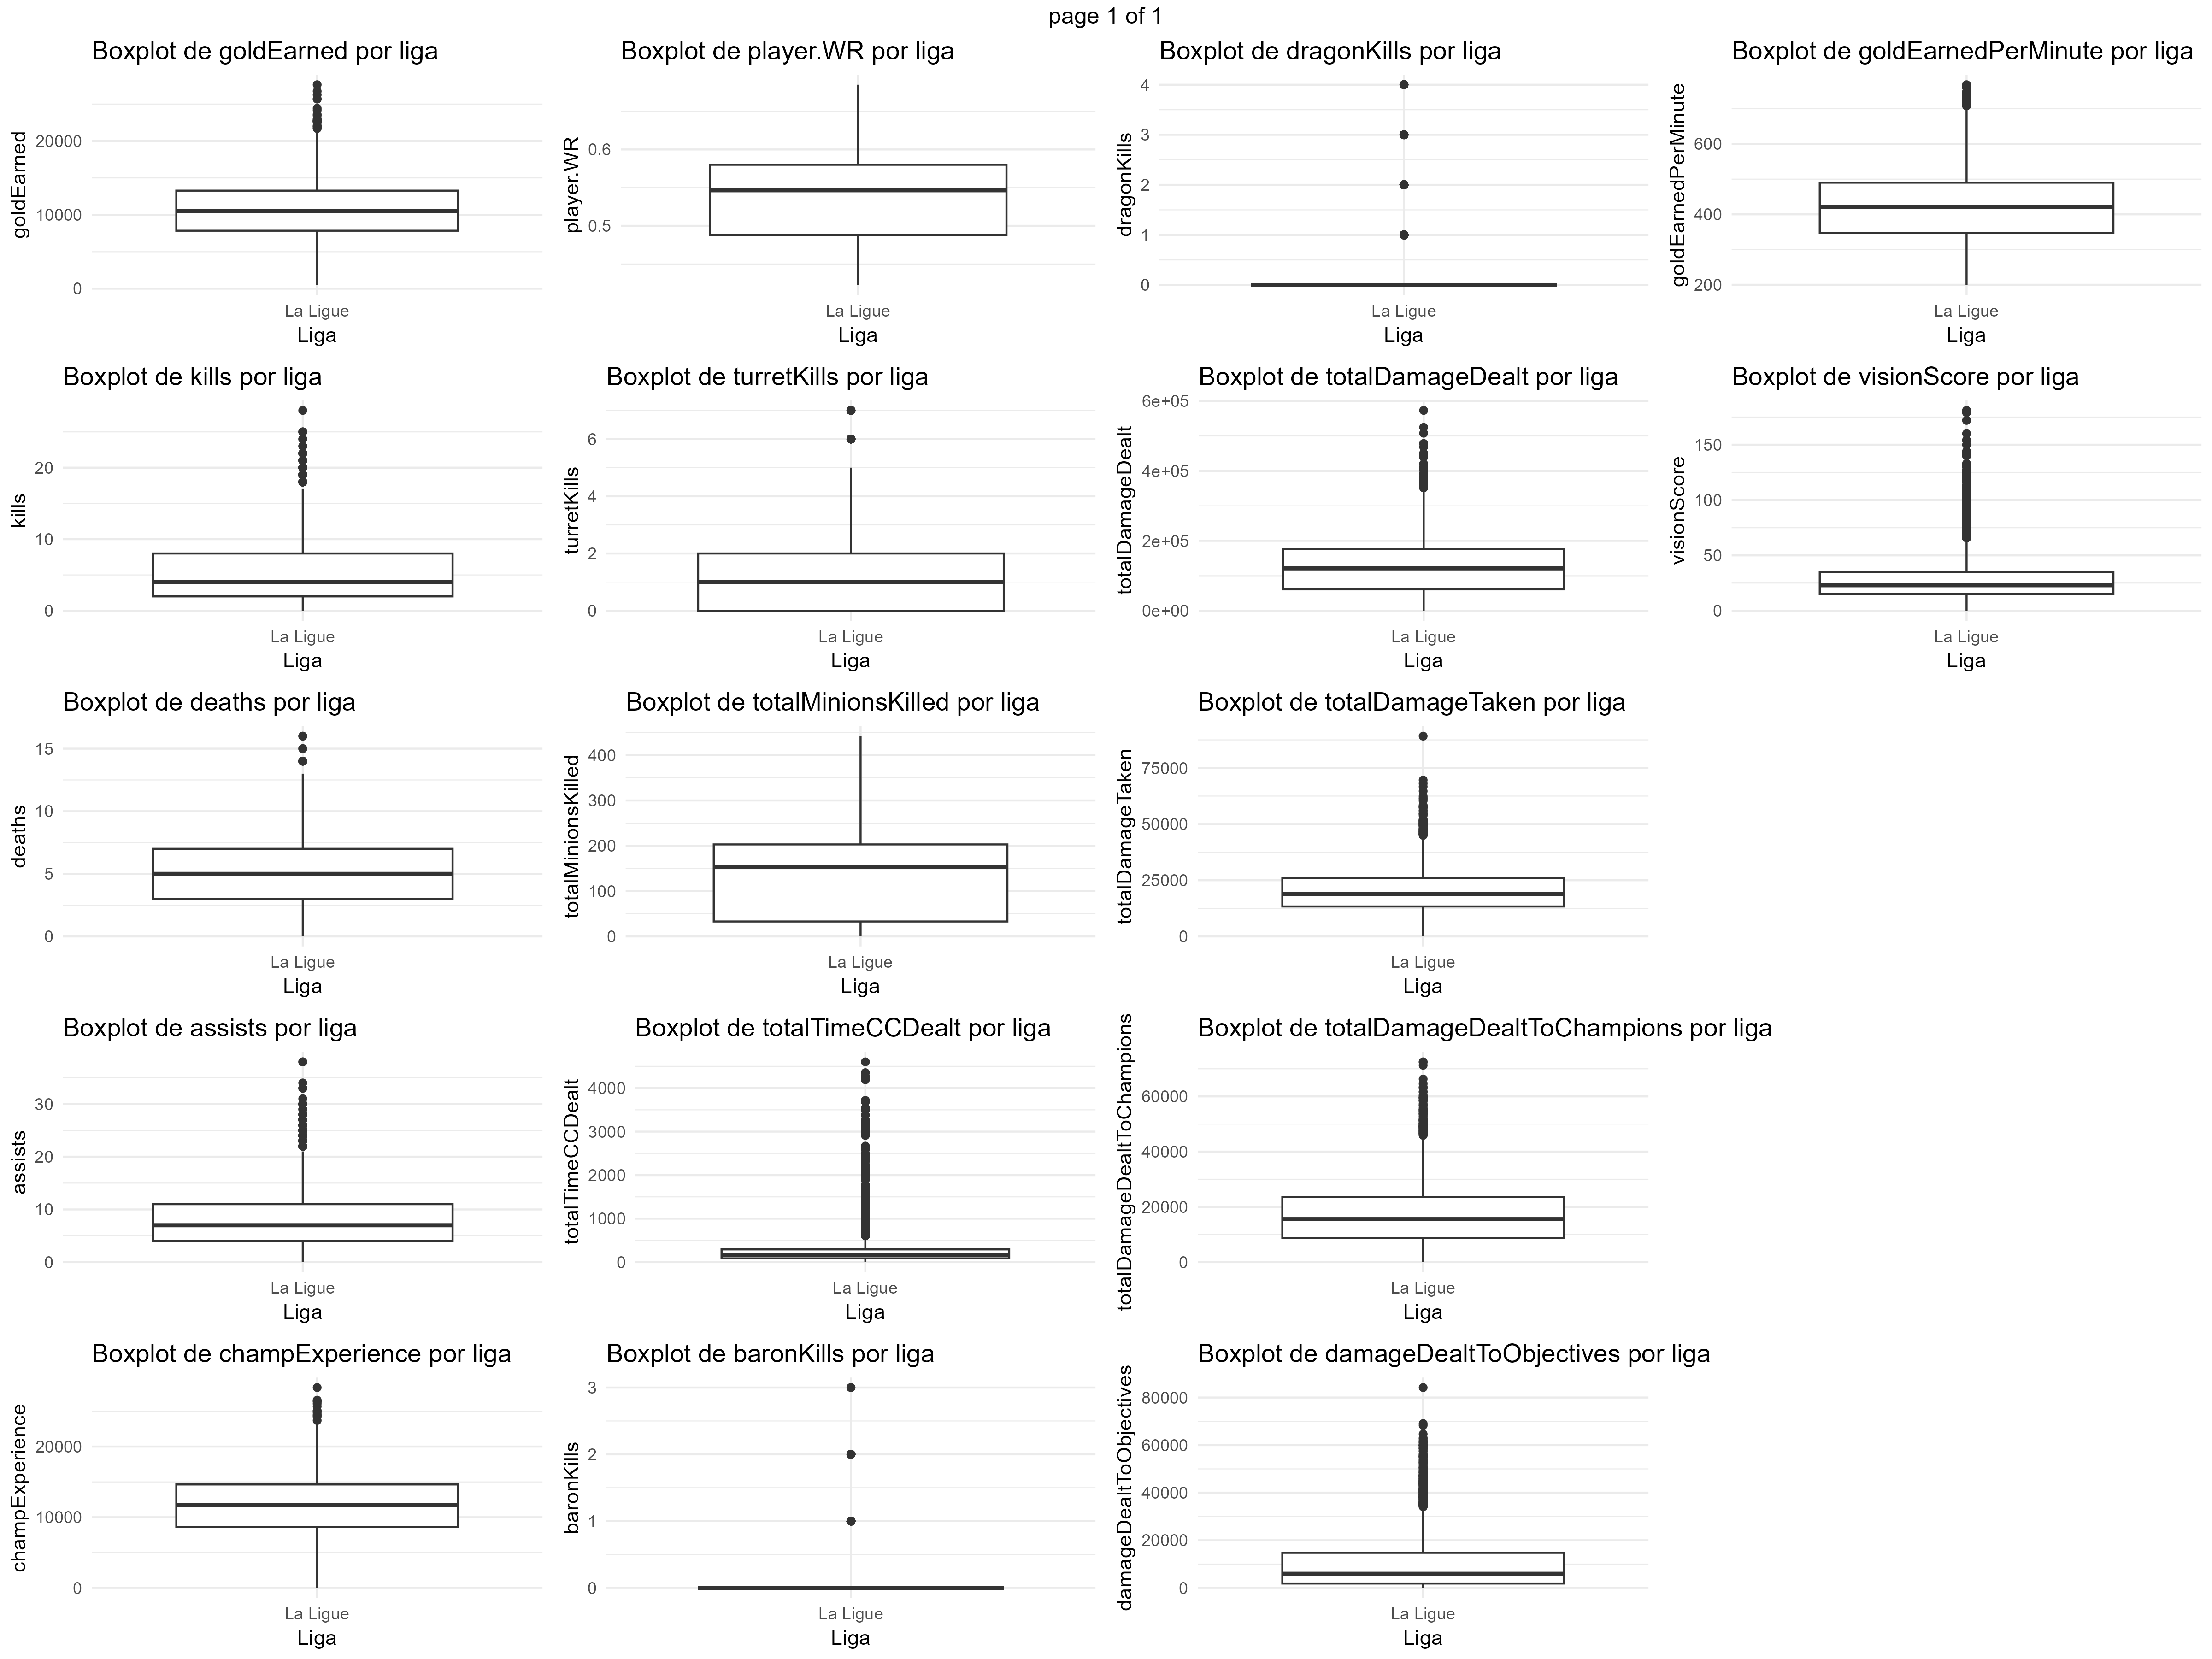 page 1 of 1
Boxplot de goldEarned por liga
goldEarned
20000
10000
0
La Ligue
Liga
Boxplot de player.WR por liga
player.WR
0.6
0.5
La Ligue
Liga
Boxplot de dragonKills por liga
dragonKills
4
3
2
1
0
La Ligue
Liga
Boxplot de goldEarnedPerMinute por liga
goldEarnedPerMinute
600
400
200
La Ligue
Liga
Boxplot de kills por liga
kills
20
10
0
La Ligue
Liga
Boxplot de turretKills por liga
turretKills
6
4
2
0
La Ligue
Liga
Boxplot de totalDamageDealt por liga
totalDamageDealt
6e+05
4e+05
2e+05
0e+00
La Ligue
Liga
Boxplot de visionScore por liga
visionScore
150
100
50
0
La Ligue
Liga
Boxplot de deaths por liga
deaths
15
10
5
0
La Ligue
Liga
Boxplot de totalMinionsKilled por liga
totalMinionsKilled
400
300
200
100
0
La Ligue
Liga
Boxplot de totalDamageTaken por liga
totalDamageTaken
75000
50000
25000
0
La Ligue
Liga
Boxplot de assists por liga
assists
30
20
10
0
La Ligue
Liga
Boxplot de totalTimeCCDealt por liga
totalTimeCCDealt
4000
3000
2000
1000
0
La Ligue
Liga
Boxplot de totalDamageDealtToChampions por liga
totalDamageDealtToChampions
60000
40000
20000
0
La Ligue
Liga
Boxplot de champExperience por liga
champExperience
20000
10000
0
La Ligue
Liga
Boxplot de baronKills por liga
baronKills
3
2
1
0
La Ligue
Liga
Boxplot de damageDealtToObjectives por liga
damageDealtToObjectives
80000
60000
40000
20000
0
La Ligue
Liga